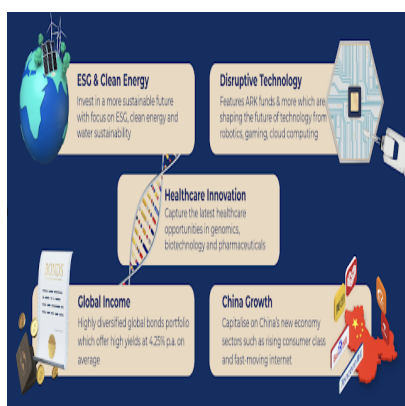 ESG & Clean Energy
Invest in a more sustainable future
with focus on ESG, clean energy and
water sustainability
Disruptive Technology
Features ARK funds & more which are
shaping the future of technology from
robotics, gaming, cloud computing
Healthcare Innovation
Capture the latest healthcare
opportunities in genomics,
biotechnology and pharmaceuticals
BONDS
Global Income
Highly diversified global bonds portfolio
which offer high yields at 4.25% p.a. on
average
China Growth
Capitalise on China's new economy
sectors such as rising consumer class
and fast-moving internet